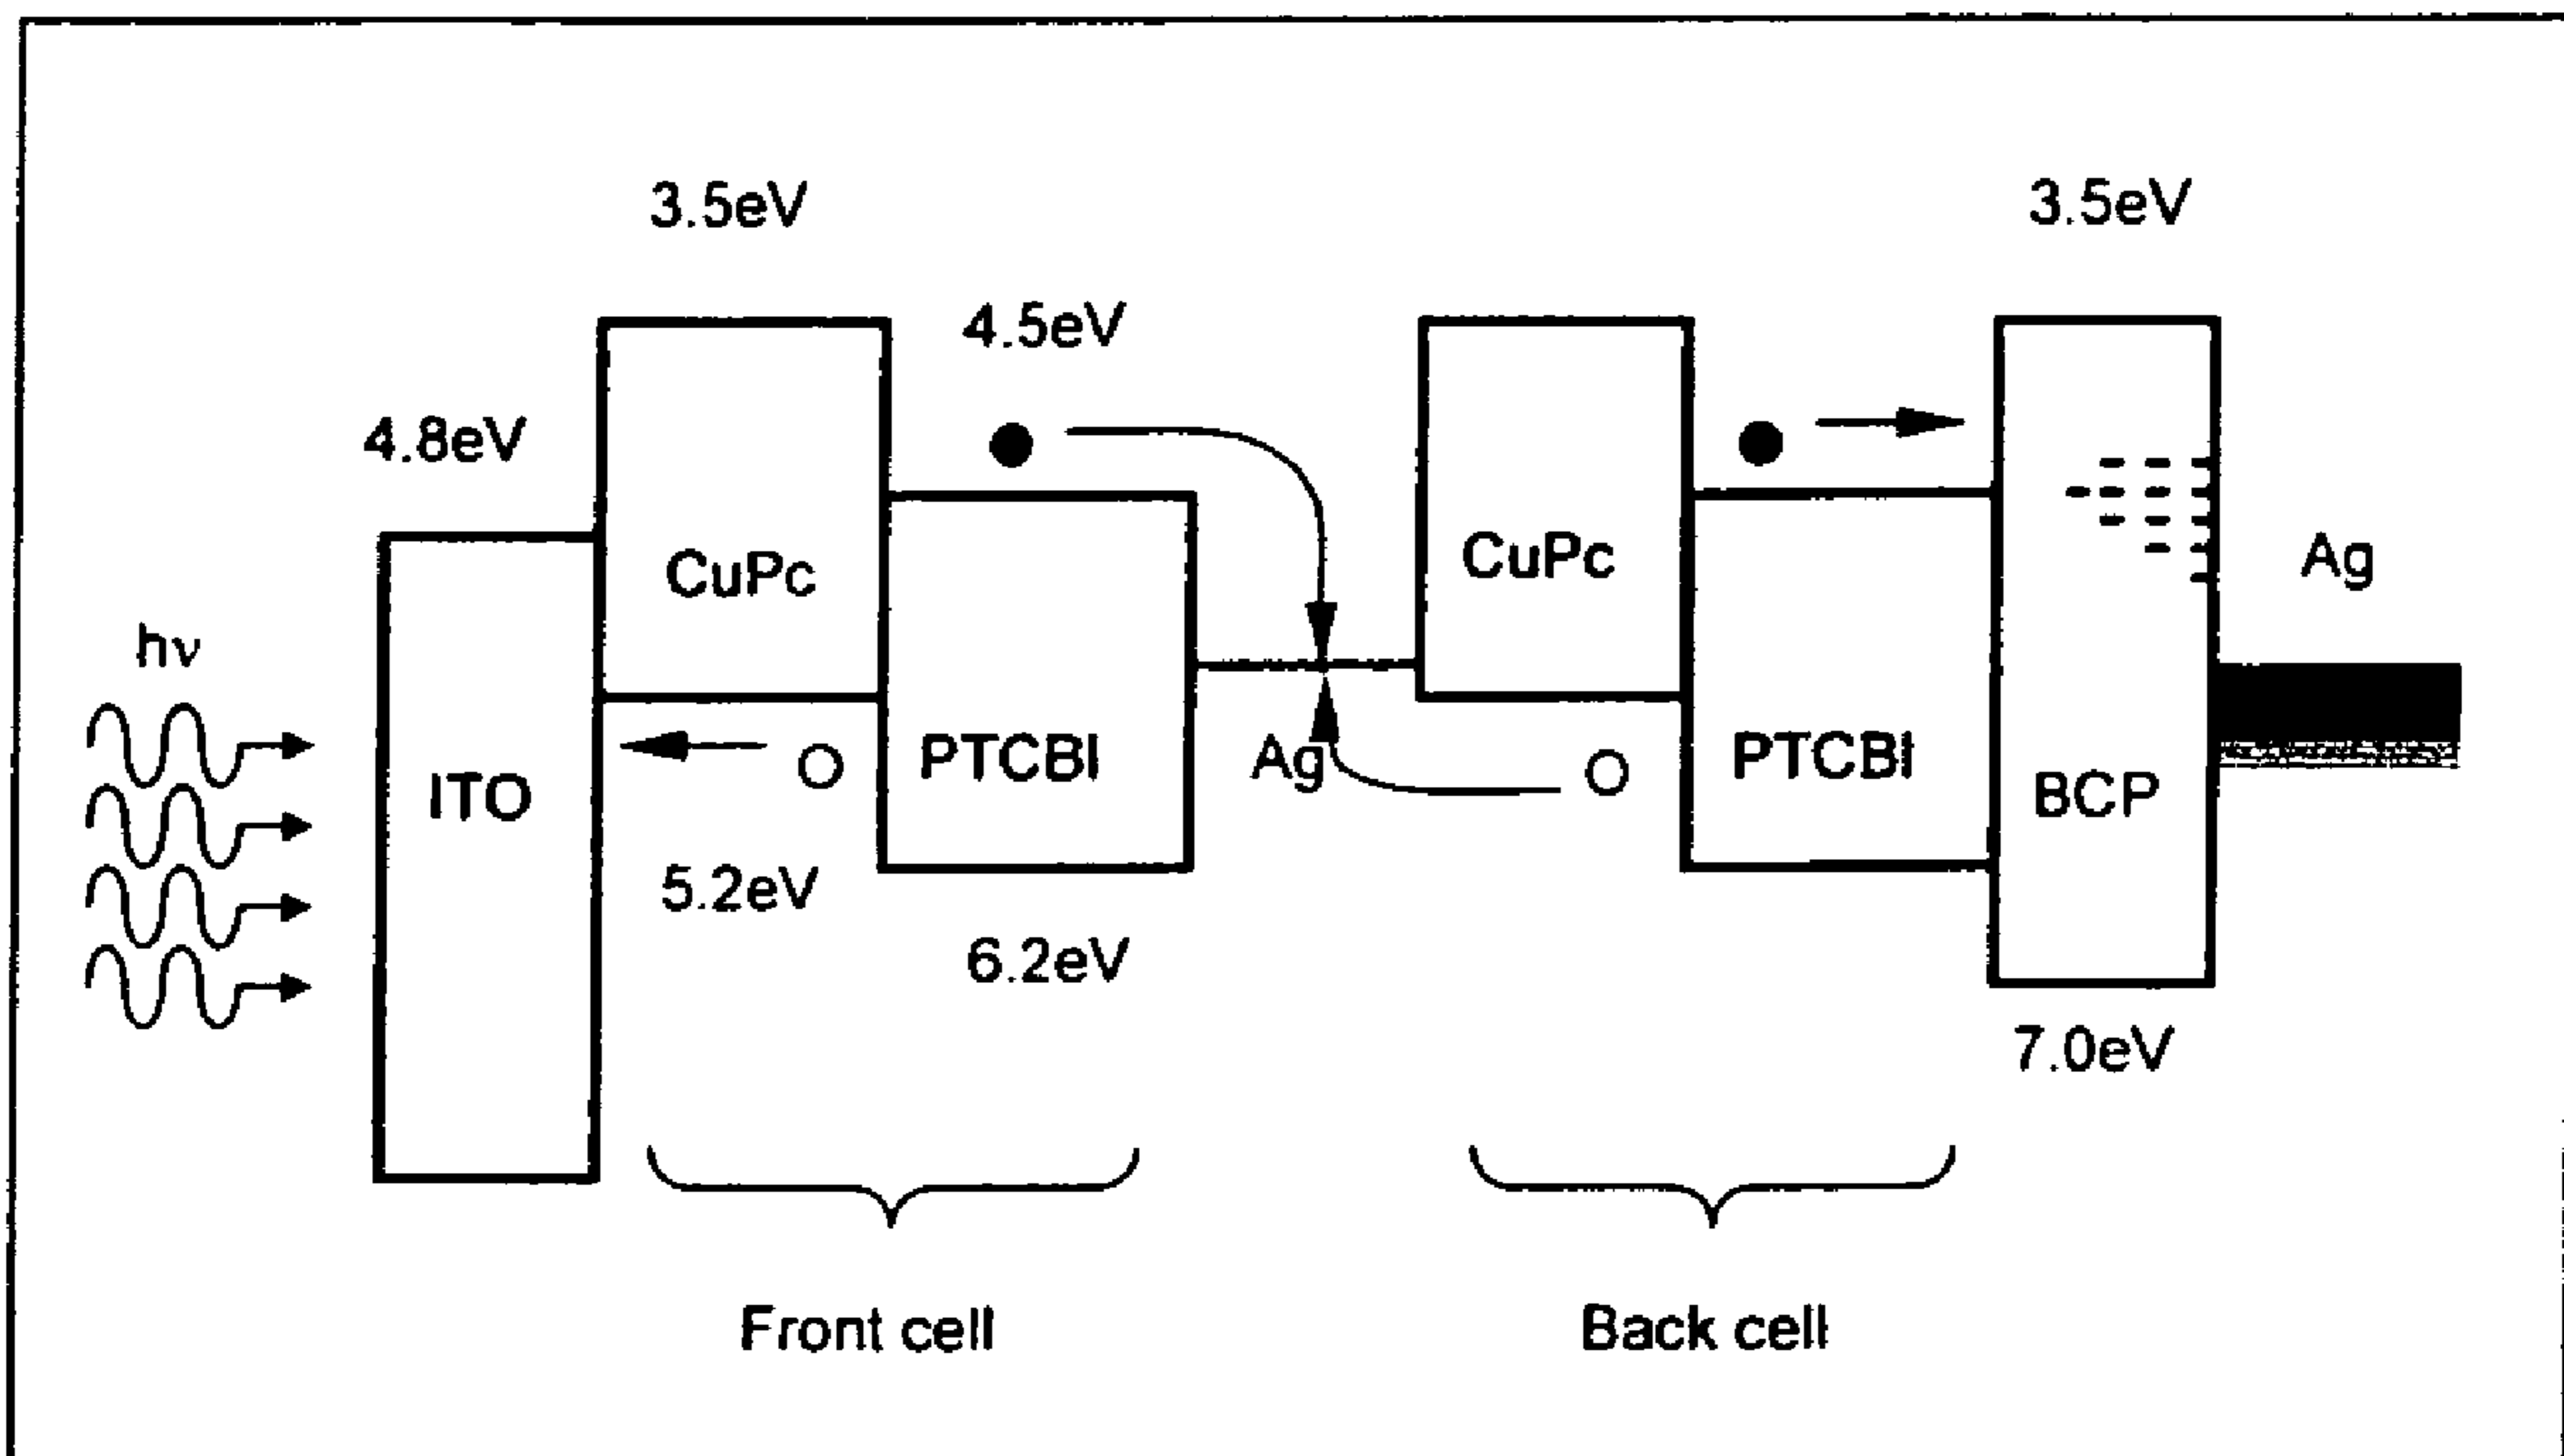 3.5eV
3.5eV
4.5eV
4.8eV
CuPc
CuPc
Ag
hν
ITO
PTCBI
Ag
PTCBI
BCP
5.2eV
6.2eV
7.0eV
Front cell
Back cell